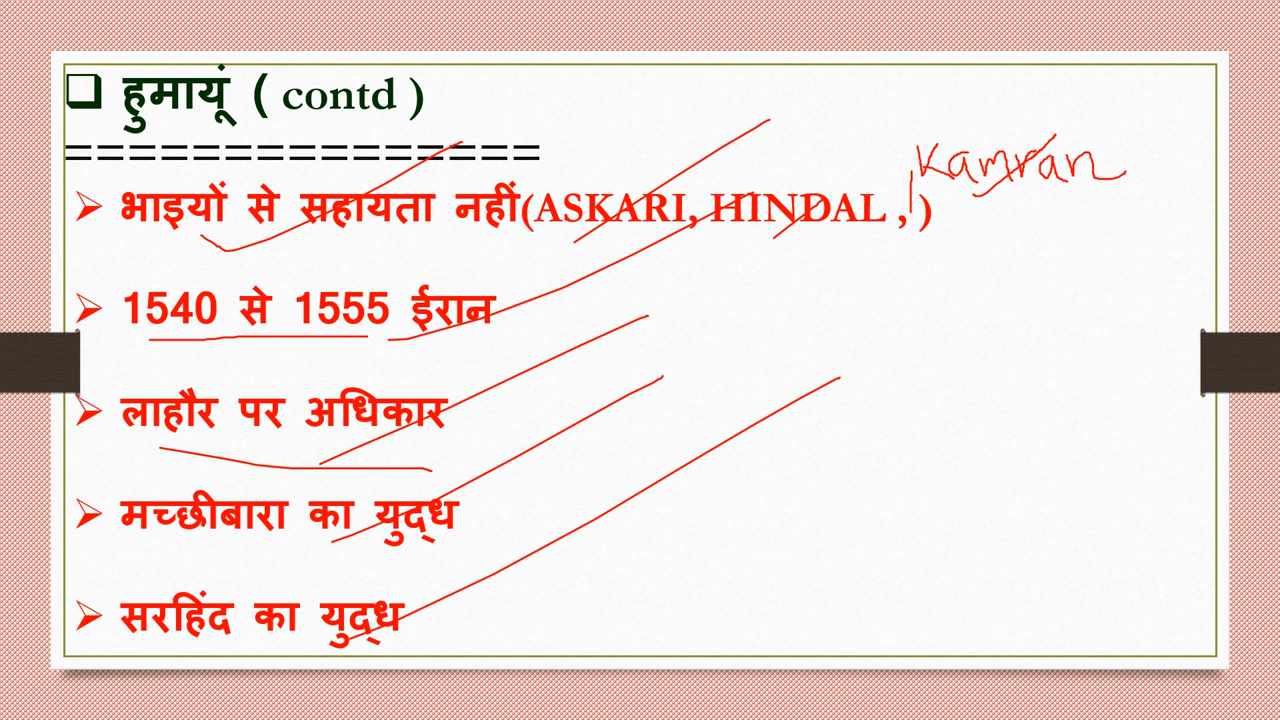 ❑ हुमायूं ( contd )
===============
Kamran
➢ भाइयों से सहायता नहीं(ASKARI, HINDAL , )
➢ 1540 से 1555 ईरान
➢ लाहौर पर अधिकार
➢ मच्छीबारा का युद्ध
➢ सरहिंद का युद्ध